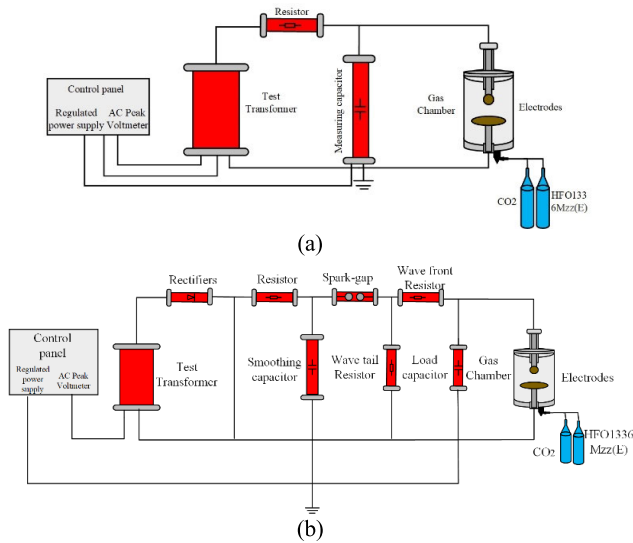 Resistor
Control panel
Regulated AC Peak
power supply Voltmeter
Test
Transformer
Measuring capacitor
Gas
Chamber
Electrodes
CO2
HFO133
6Mzz(E)
(a)
Rectifiers
Resistor
Spark-gap
Wave front
Resistor
Control
panel
Regulated
power
supply
AC Peak
Voltmeter
Test
Transformer
Smoothing
capacitor
Wave tail
Resistor
Load
capacitor
Gas
Chamber
Electrodes
CO2
HFO1336
Mzz(E)
(b)